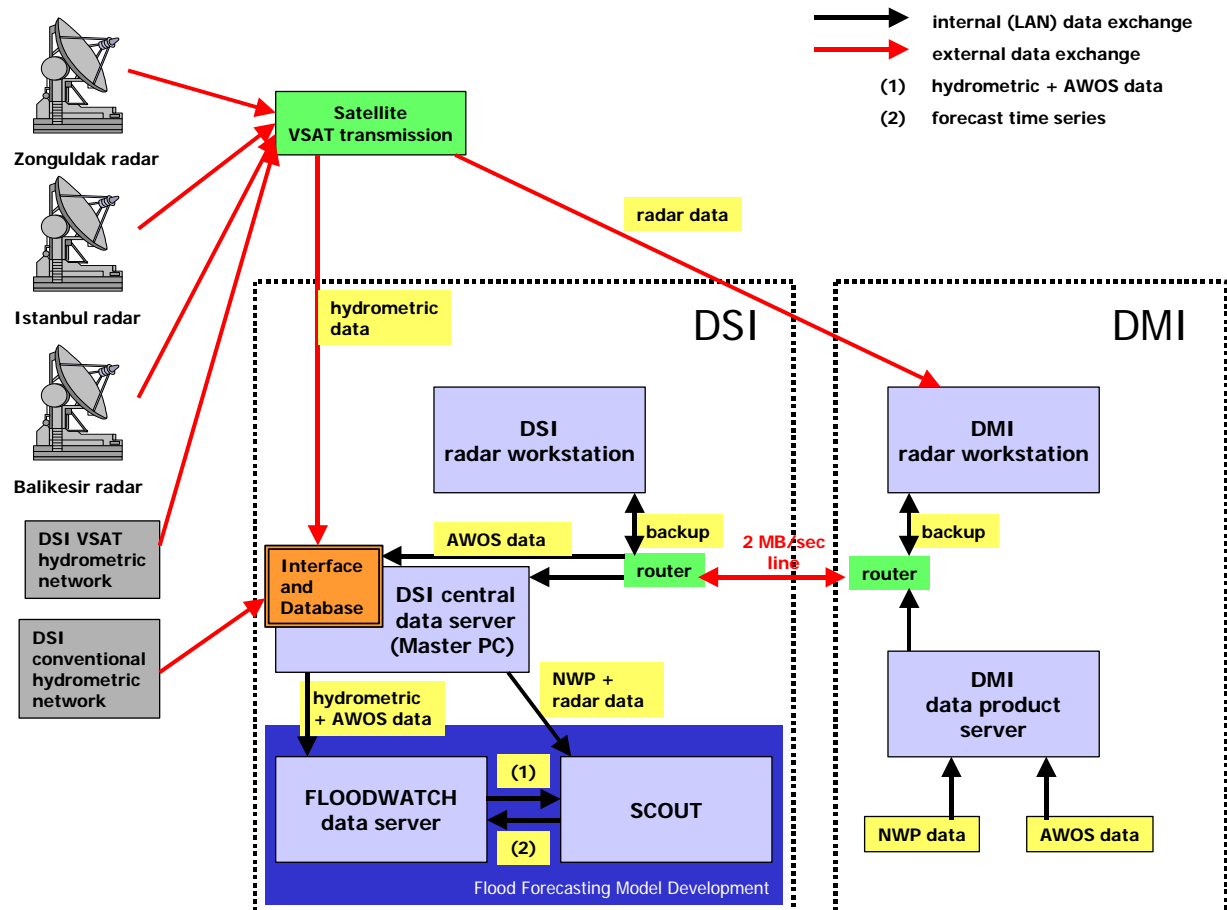 internal (LAN) data exchange
external data exchange
(1) hydrometric + AWOS data
(2) forecast time series
Satellite
VSAT transmission
Zonguldak radar
Istanbul radar
Balikesir radar
DSI VSAT
hydrometric
network
DSI
conventional
hydrometric
network
radar data
hydrometric
data
DSI
DMI
DSI
radar workstation
DMI
radar workstation
backup
backup
AWOS data
2 MB/sec
line
router
router
Interface
and
Database
DSI central
data server
(Master PC)
hydrometric
+ AWOS data
NWP +
radar data
DMI
data product
server
FLOODWATCH
data server
(1)
(2)
SCOUT
NWP data
AWOS data
Flood Forecasting Model Development